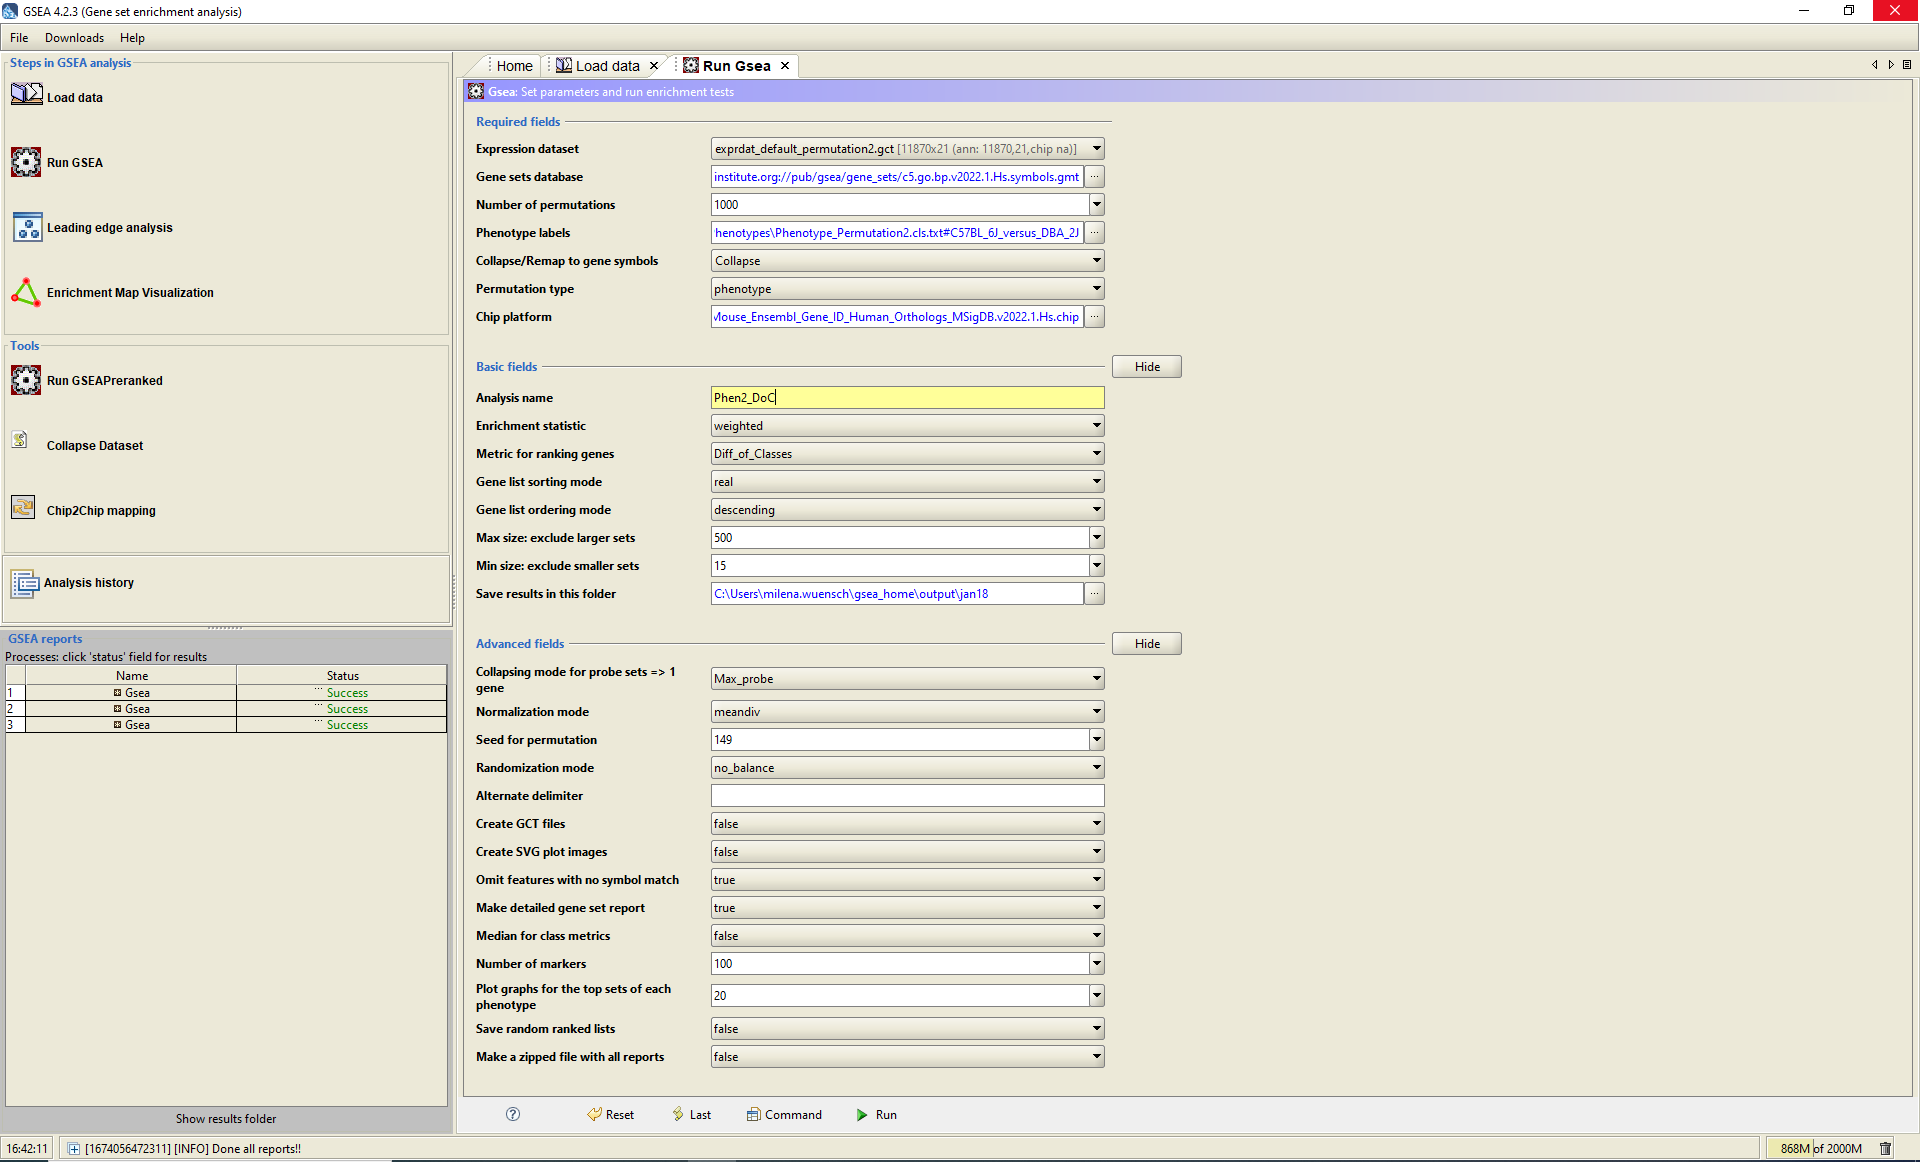 GSEA 4.2.3 (Gene set enrichment analysis)
File Downloads Help
Steps in GSEA analysis
Load data
Run GSEA
Leading edge analysis
Enrichment Map Visualization
Tools
Run GSEAPreranked
Collapse Dataset
Chip2Chip mapping
Analysis history
GSEA reports
Processes: click 'status' field for results
Name Status
1 Gsea ... Success
2 Gsea ... Success
3 Gsea ... Success
Show results folder
Home Load data Run Gsea
Gsea: Set parameters and run enrichment tests
Required fields
Expression dataset exprdat_default_permutation2.gct [11870x21 (ann: 11870,21,chip na)]
Gene sets database institute.org://pub/gsea/gene_sets/c5.go.bp.v2022.1.Hs.symbols.gmt ...
Number of permutations 1000
Phenotype labels henotypes\Phenotype_Permutation2.cls.txt#C57BL_6J_versus_DBA_2J ...
Collapse/Remap to gene symbols Collapse
Permutation type phenotype
Chip platform Mouse_Ensembl_Gene_ID_Human_Orthologs_MSigDB.v2022.1.Hs.chip ...
Basic fields Hide
Analysis name Phen2_DoC
Enrichment statistic weighted
Metric for ranking genes Diff_of_Classes
Gene list sorting mode real
Gene list ordering mode descending
Max size: exclude larger sets 500
Min size: exclude smaller sets 15
Save results in this folder C:\Users\milena.wuensch\gsea_home\output\jan18 ...
Advanced fields Hide
Collapsing mode for probe sets => 1
gene Max_probe
Normalization mode meandiv
Seed for permutation 149
Randomization mode no_balance
Alternate delimiter
Create GCT files false
Create SVG plot images false
Omit features with no symbol match true
Make detailed gene set report true
Median for class metrics false
Number of markers 100
Plot graphs for the top sets of each
phenotype 20
Save random ranked lists false
Make a zipped file with all reports false
? Reset Last Command Run
16:42:11 [1674056472311] [INFO] Done all reports!! 868M of 2000M